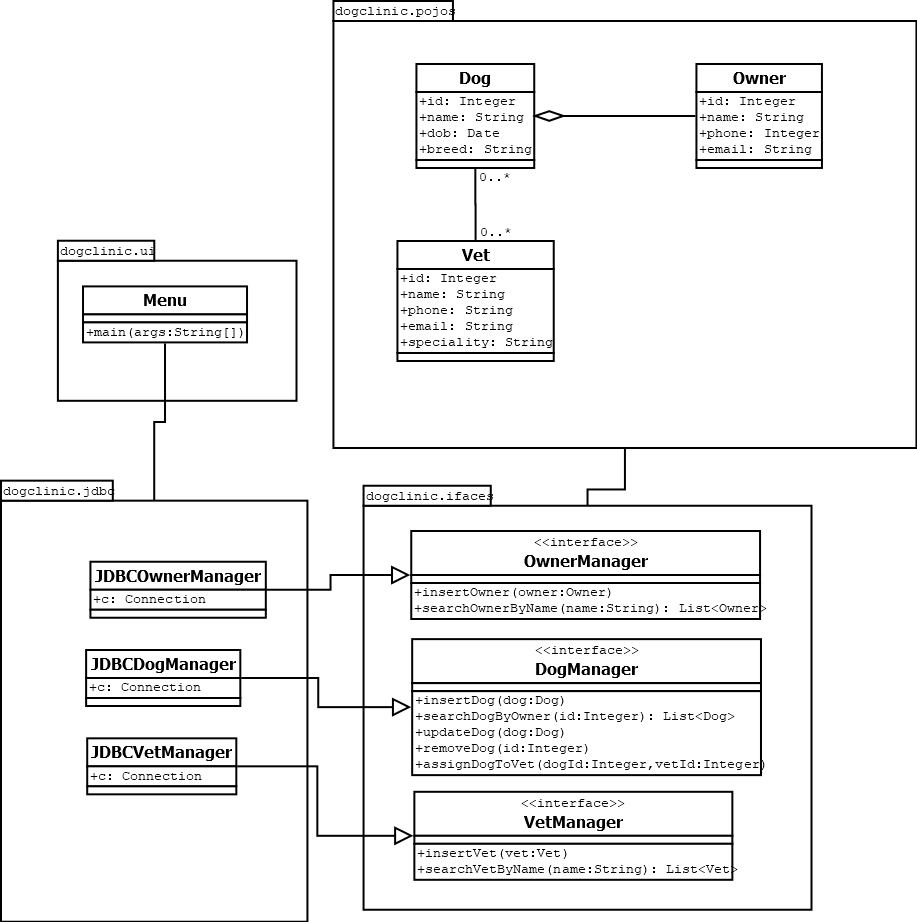 dogclinic.pojos
Dog
+id: Integer
+name: String
+dob: Date
+breed: String
Owner
+id: Integer
+name: String
+phone: Integer
+email: String
0..*
0..*
Vet
+id: Integer
+name: String
+phone: String
+email: String
+speciality: String
dogclinic.ui
Menu
+main(args:String[])
dogclinic.jdbc
JDBCOwnerManager
+c: Connection
JDBCDogManager
+c: Connection
JDBCVetManager
+c: Connection
dogclinic.ifaces
<<interface>>
OwnerManager
+insertOwner(owner:Owner)
+searchOwnerByName(name:String): List<Owner>
<<interface>>
DogManager
+insertDog(dog:Dog)
+searchDogByOwner(id:Integer): List<Dog>
+updateDog(dog:Dog)
+removeDog(id:Integer)
+assignDogToVet(dogId:Integer,vetId:Integer)
<<interface>>
VetManager
+insertVet(vet:Vet)
+searchVetByName(name:String): List<Vet>